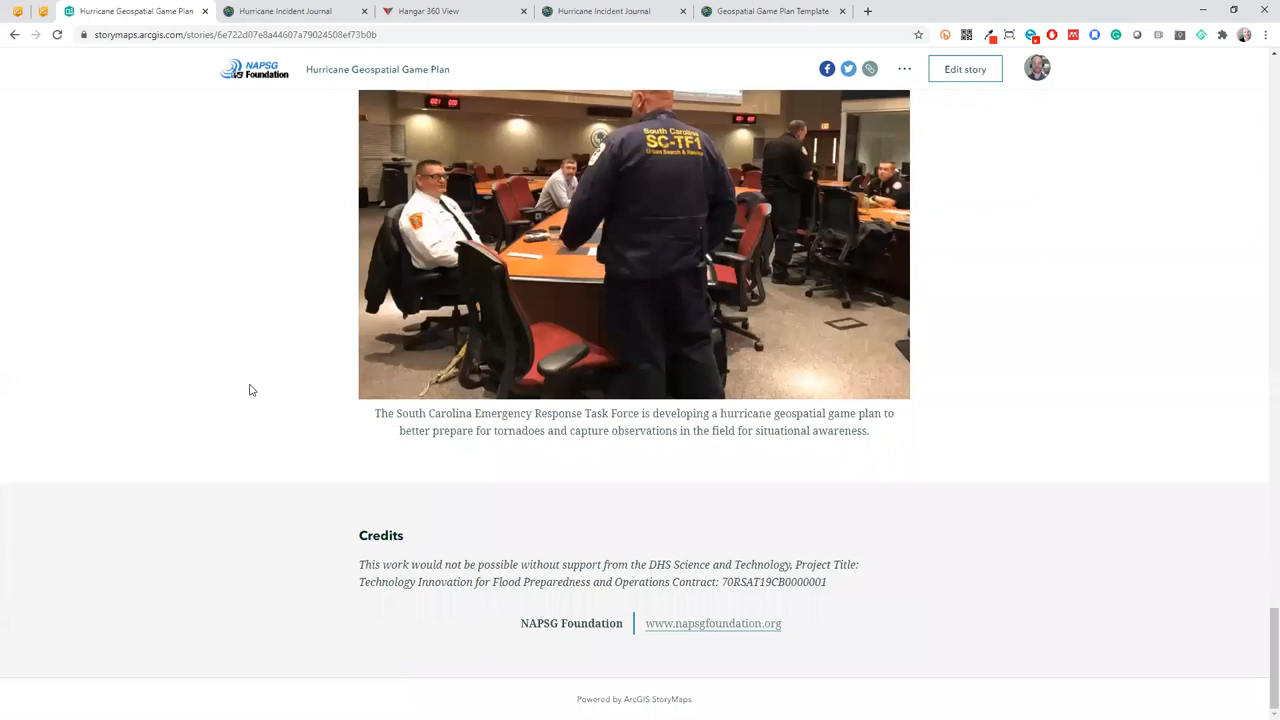 Hurricane Geospatial Game Plan
Hurricane Incident Journal
Hangar 360 View
Hurricane Incident Journal
Geospatial Game Plan Template
storymaps.arcgis.com/stories/6e722d07e8a44607a79024508ef73b0b
NAPSG
Foundation
Hurricane Geospatial Game Plan
Edit story
South Carolina
SC-TF1
Urban Search & Rescue
The South Carolina Emergency Response Task Force is developing a hurricane geospatial game plan to
better prepare for tornadoes and capture observations in the field for situational awareness.
Credits
This work would not be possible without support from the DHS Science and Technology, Project Title:
Technology Innovation for Flood Preparedness and Operations Contract: 70RSAT19CB0000001
NAPSG Foundation
www.napsgfoundation.org
Powered by ArcGIS StoryMaps